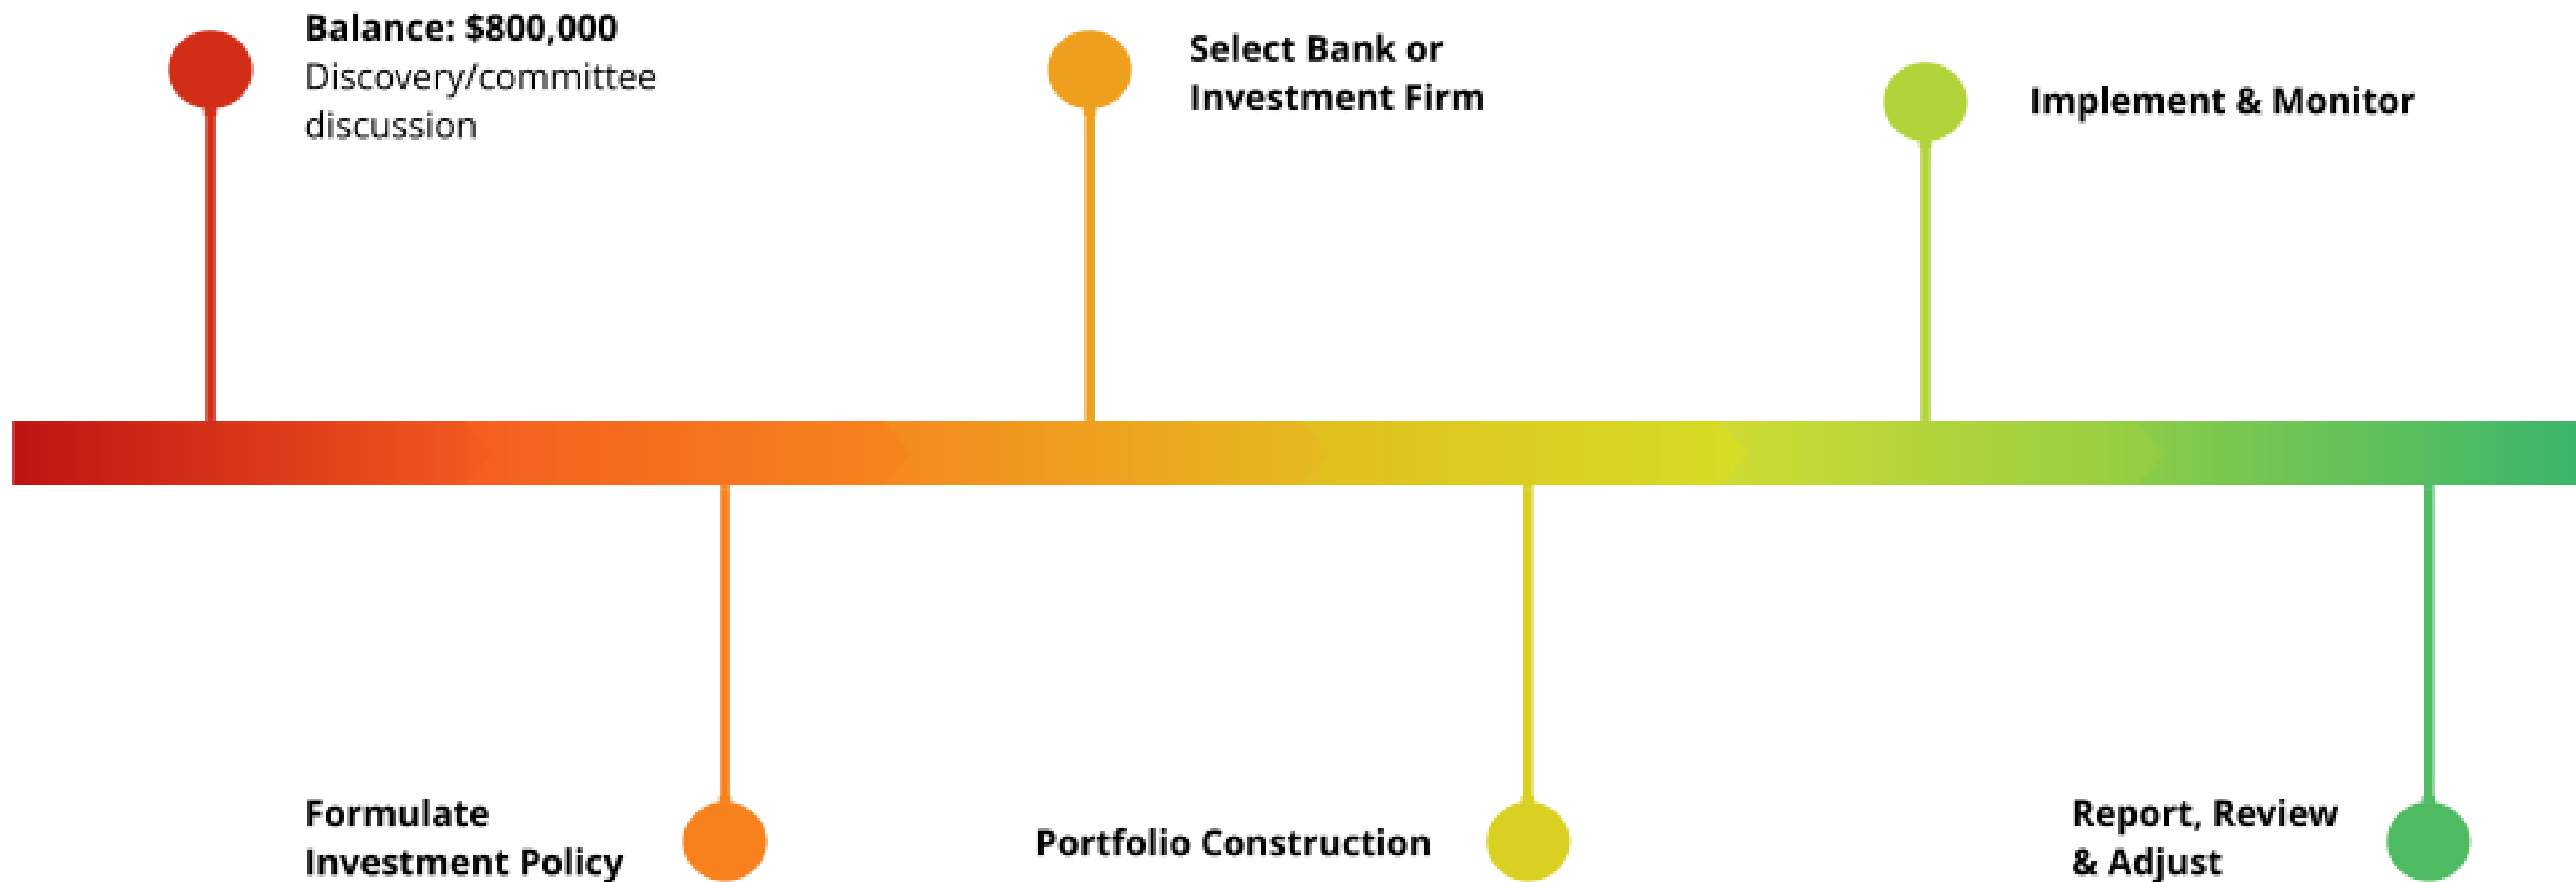 Balance: $800,000
Discovery/committee
discussion
Select Bank or
Investment Firm
Implement & Monitor
Formulate
Investment Policy
Portfolio Construction
Report, Review
& Adjust